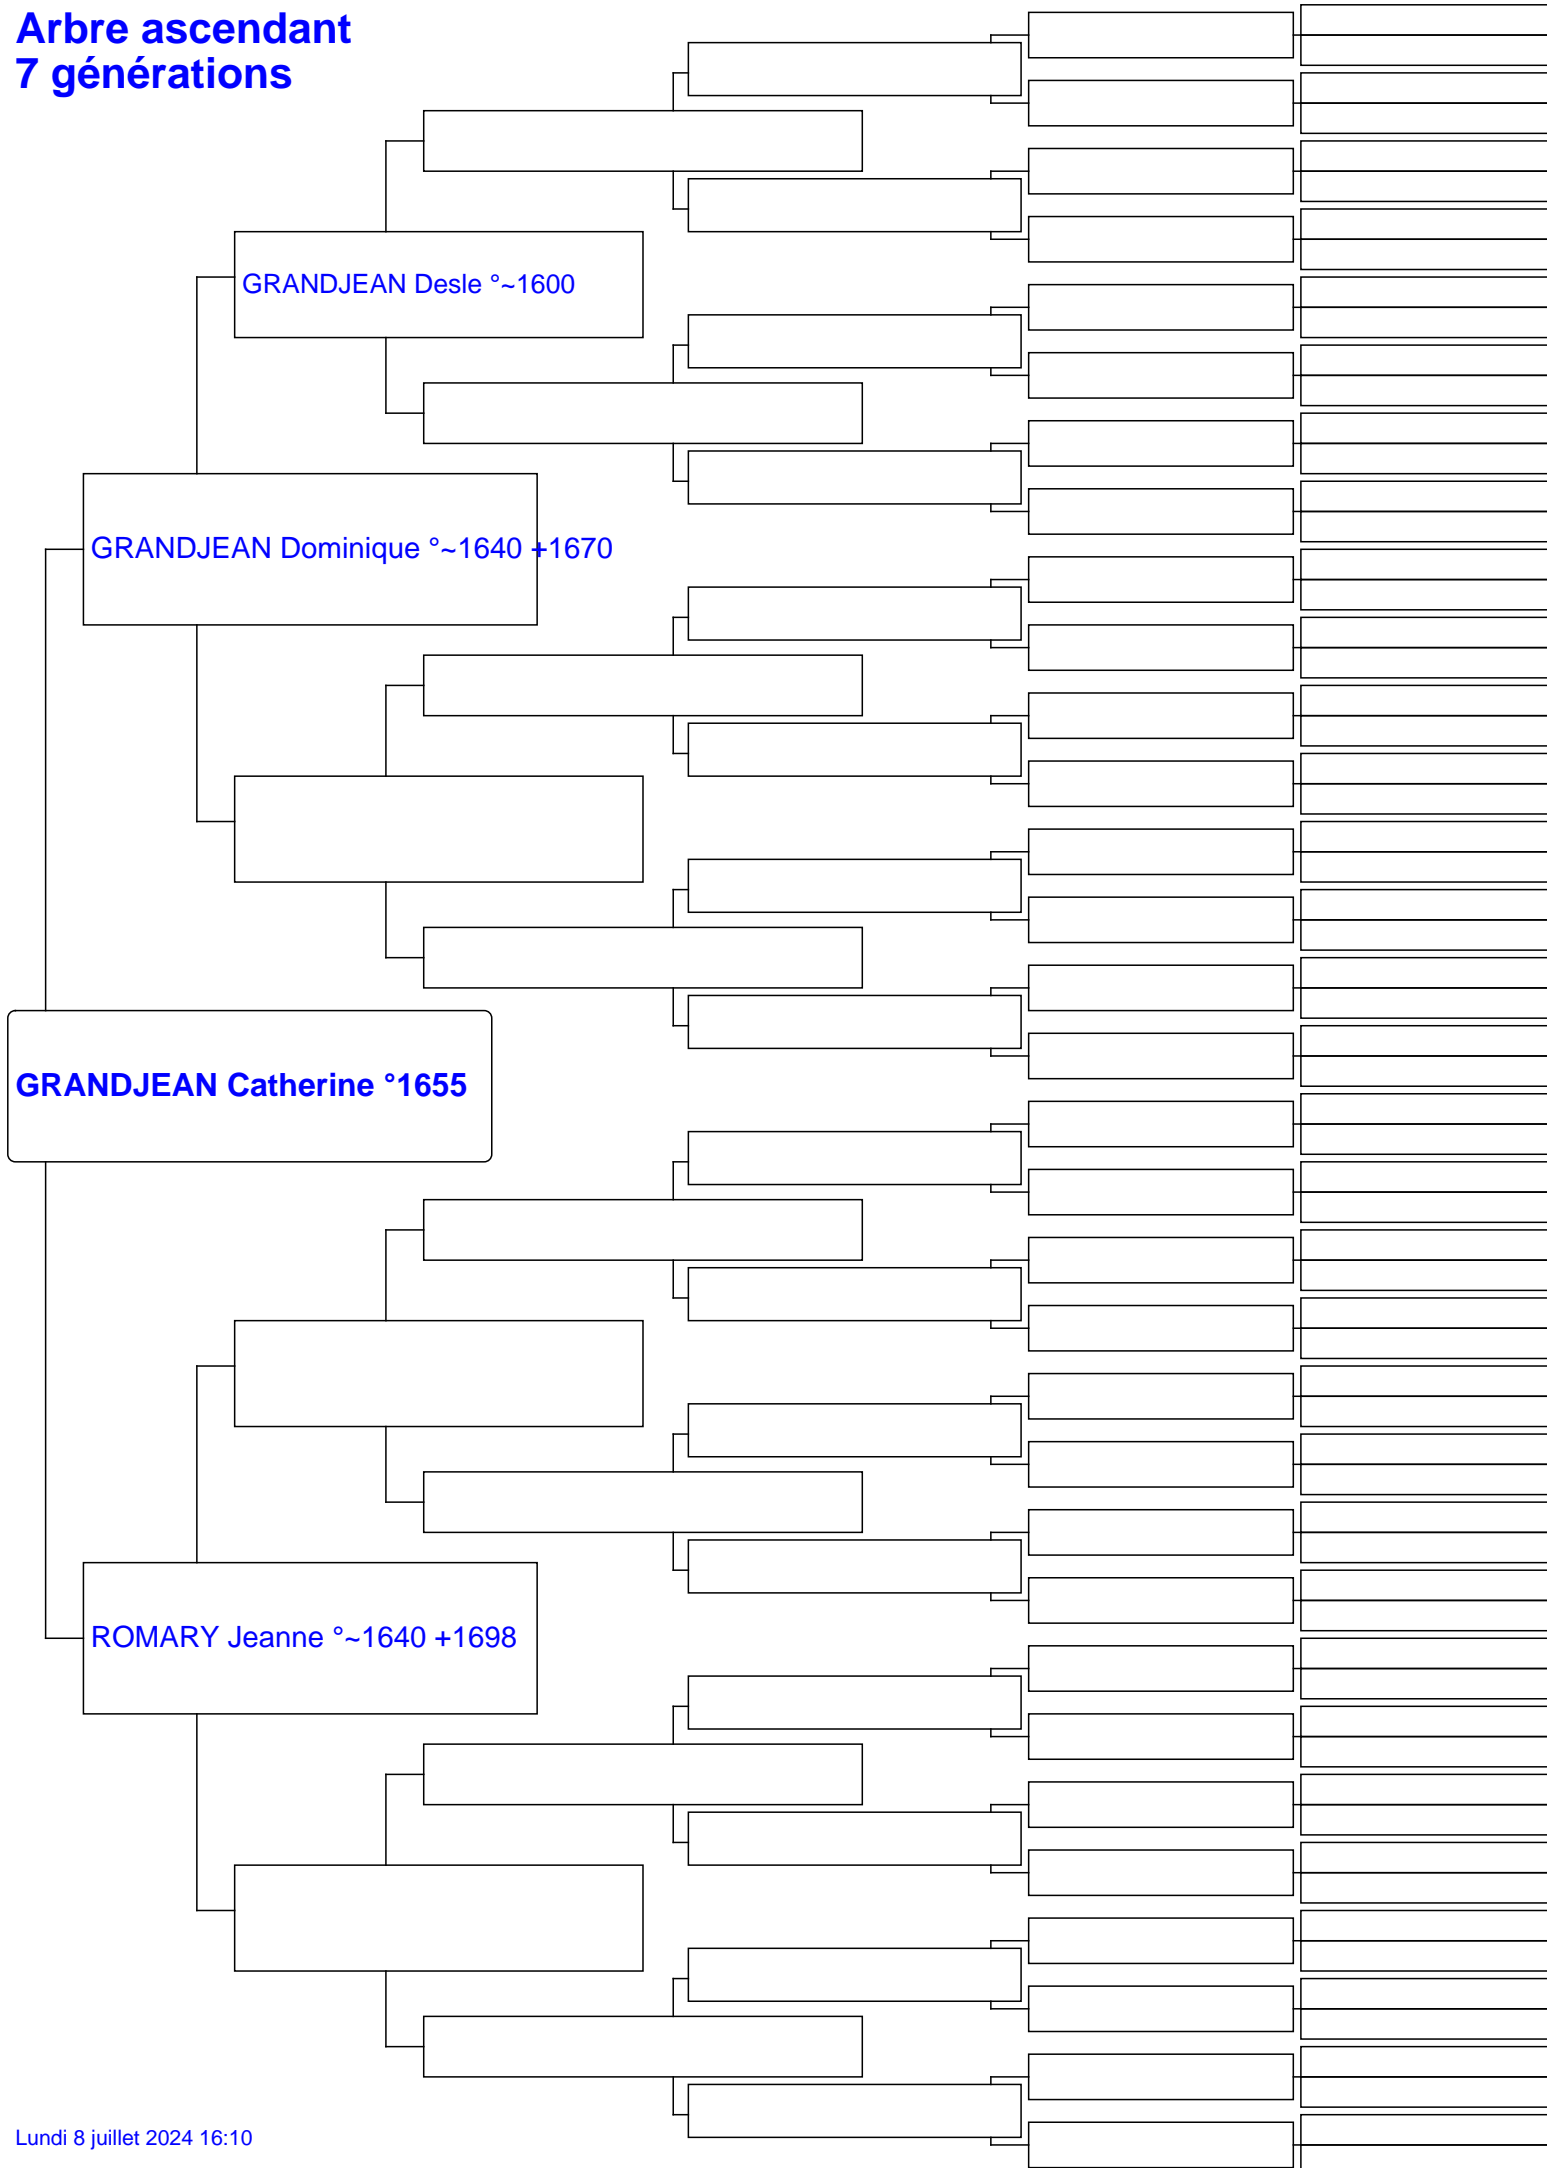 Arbre ascendant
7 générations
GRANDJEAN Desle °~1600
GRANDJEAN Dominique °~1640 +1670
GRANDJEAN Catherine °1655
ROMARY Jeanne °~1640 +1698
Lundi 8 juillet 2024 16:10